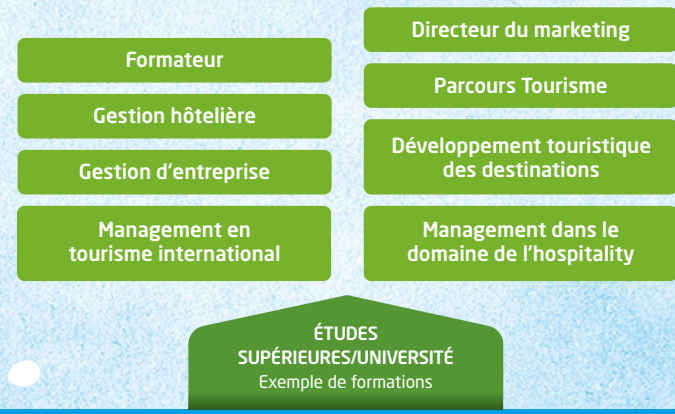 Formateur
Gestion hôtelière
Gestion d'entreprise
Management en
tourisme international
Directeur du marketing
Parcours Tourisme
Développement touristique
des destinations
Management dans le
domaine de l'hospitality
ÉTUDES
SUPÉRIEURES/UNIVERSITÉ
Exemple de formations